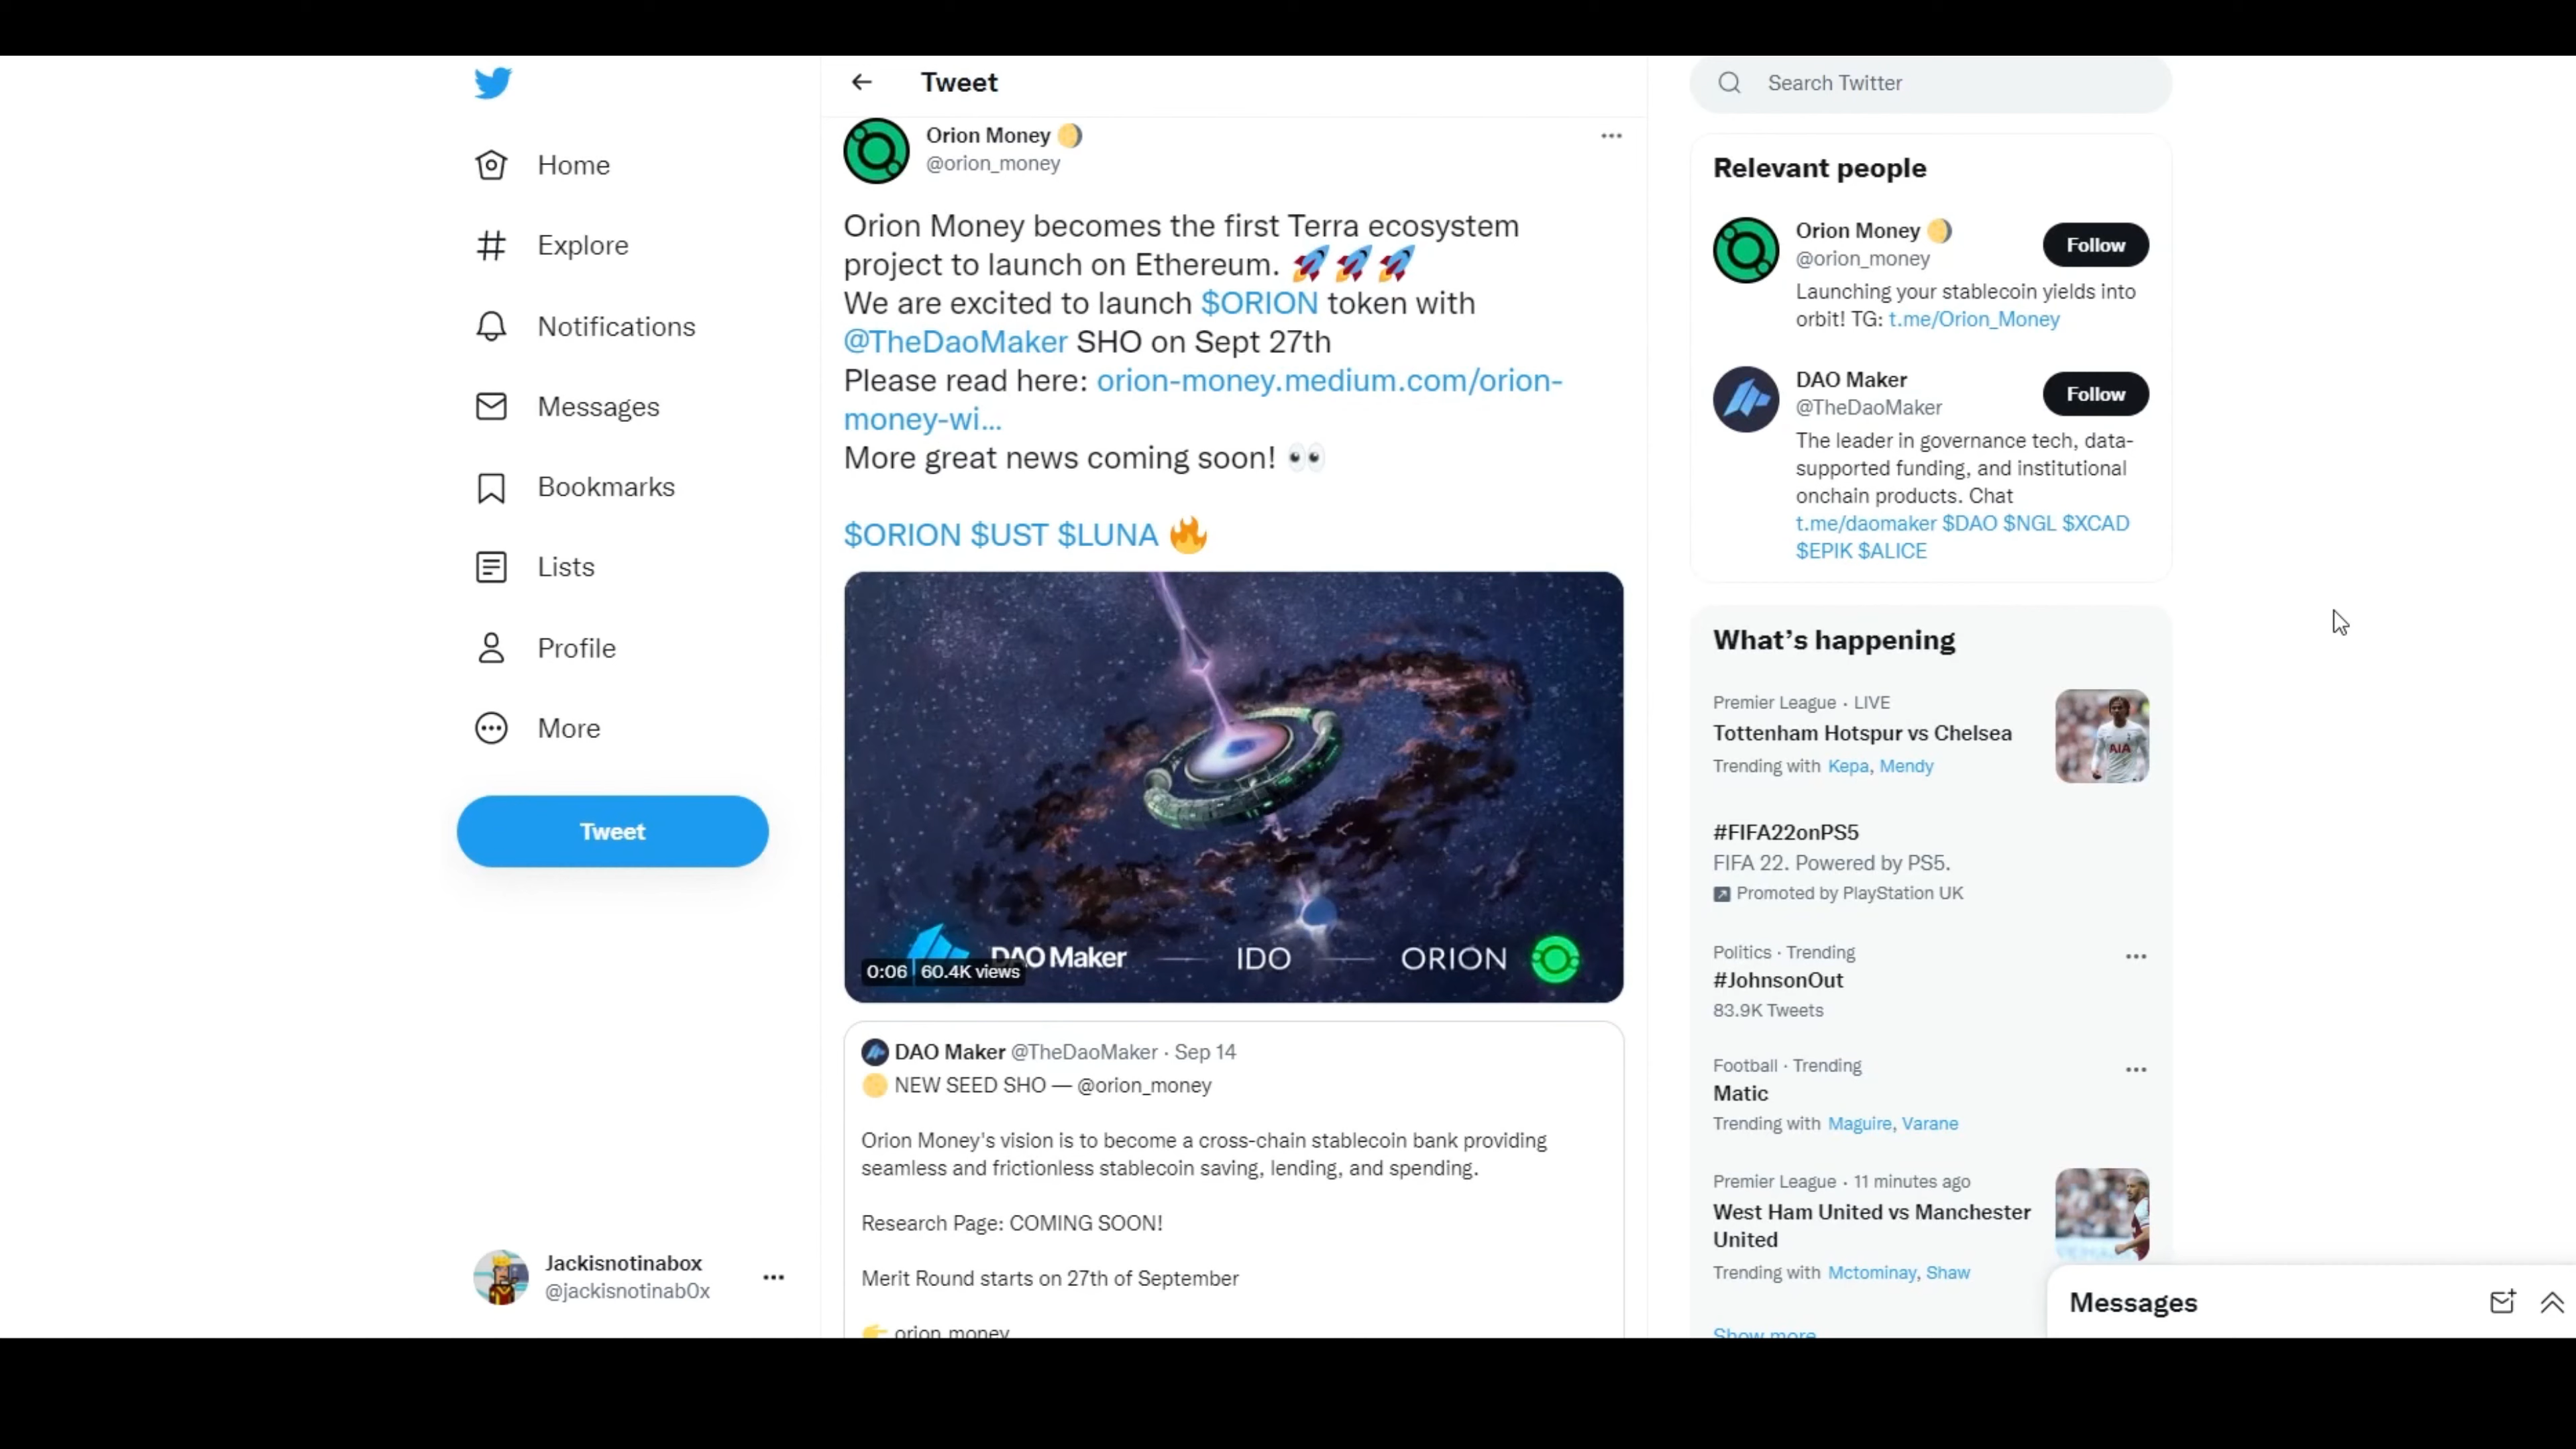 Home
Explore
Notifications
Messages
Bookmarks
Lists
Profile
More
Tweet
Jackisnotinabox
@jackisnotinab0x
Tweet
Orion Money
@orion_money
Orion Money becomes the first Terra ecosystem
project to launch on Ethereum.
We are excited to launch $ORION token with
@TheDaoMaker SHO on Sept 27th
Please read here: orion-money.medium.com/orion-
money-wi...
More great news coming soon!
$ORION $UST $LUNA
DAO Maker — IDO — ORION
0:06 60.4K views
DAO Maker @TheDaoMaker · Sep 14
NEW SEED SHO — @orion_money
Orion Money's vision is to become a cross-chain stablecoin bank providing
seamless and frictionless stablecoin saving, lending, and spending.
Research Page: COMING SOON!
Merit Round starts on 27th of September
orion_money
Search Twitter
Relevant people
Orion Money
@orion_money
Follow
Launching your stablecoin yields into
orbit! TG: t.me/Orion_Money
DAO Maker
@TheDaoMaker
Follow
The leader in governance tech, data-
supported funding, and institutional
onchain products. Chat
t.me/daomaker $DAO $NGL $XCAD
$EPIK $ALICE
What's happening
Premier League · LIVE
Tottenham Hotspur vs Chelsea
Trending with Kepa, Mendy
AIA
#FIFA22onPS5
FIFA 22. Powered by PS5.
Promoted by PlayStation UK
Politics · Trending
#JohnsonOut
83.9K Tweets
Football · Trending
Matic
Trending with Maguire, Varane
Premier League · 11 minutes ago
West Ham United vs Manchester
United
Trending with Mctominay, Shaw
Show more
Messages